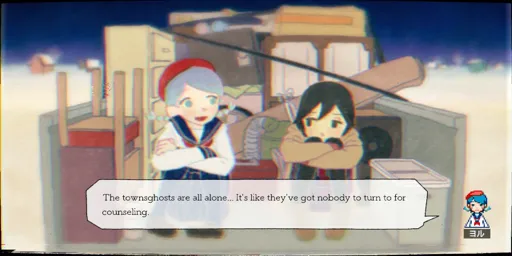 The townsghosts are all alone... It's like they've got nobody to turn to for
counseling.
ヨル